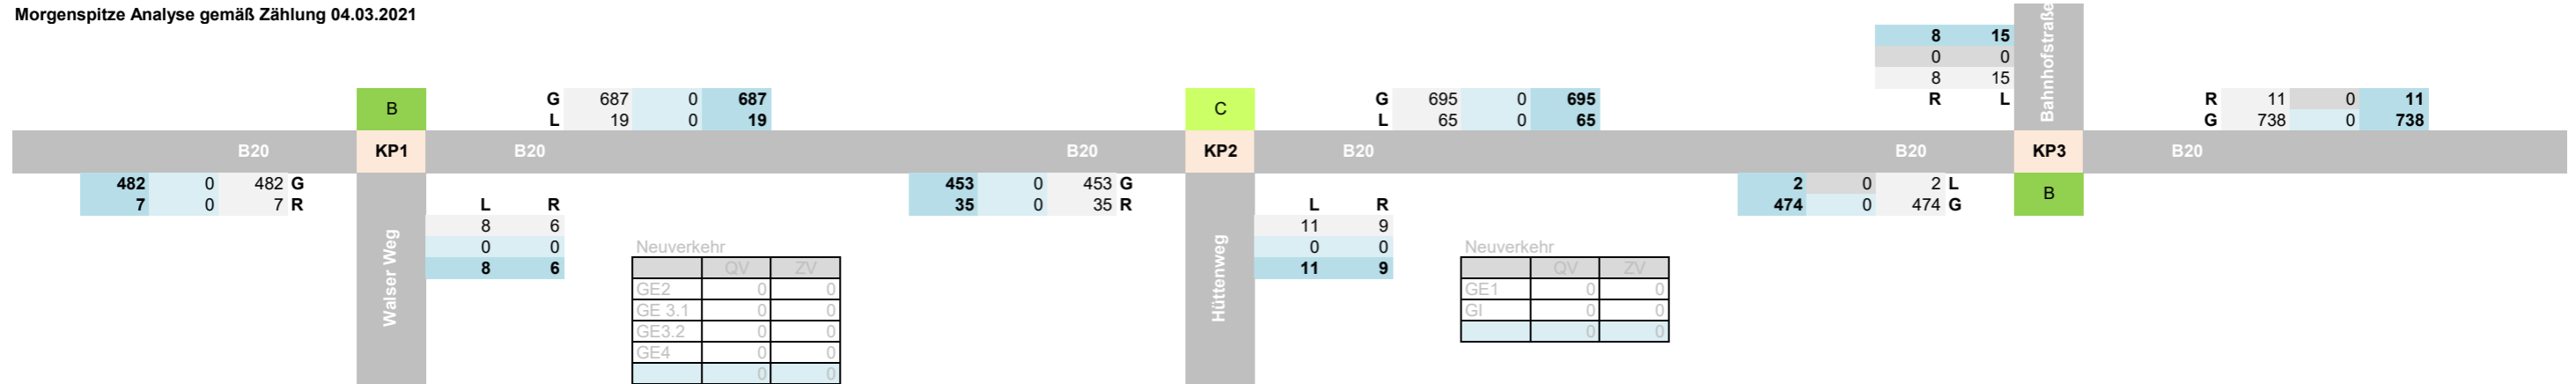 Morgenspitze Analyse gemäß Zählung 04.03.2021
8 15
0 0
8 15
R L
Bahnhofstraße
B
G 687 0 687
L 19 0 19
C
G 695 0 695
L 65 0 65
R 11 0 11
G 738 0 738
B20 KP1 B20 B20 KP2 B20 B20 KP3 B20
482 0 482 G
7 0 7 R
453 0 453 G
35 0 35 R
2 0 2 L
474 0 474 G
B
Walser Weg
L R
8 6
0 0
8 6
Neuverkehr
QV ZV
GE2 0 0
GE 3.1 0 0
GE3.2 0 0
GE4 0 0
0 0
Hüttenweg
L R
11 9
0 0
11 9
Neuverkehr
QV ZV
GE1 0 0
GI 0 0
0 0